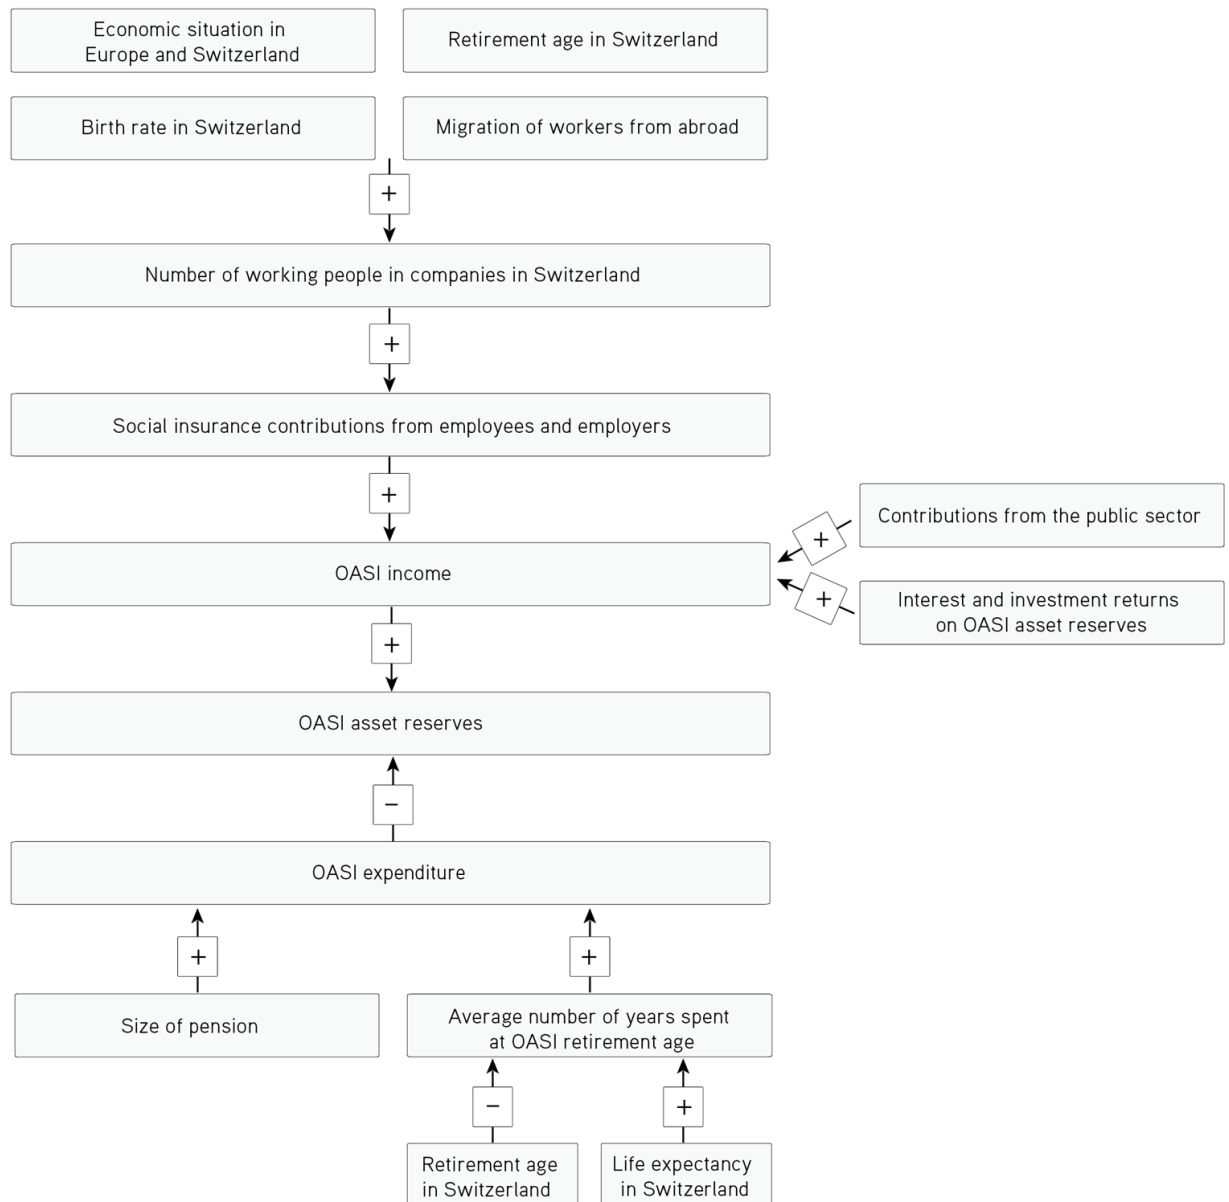 Economic situation in
Europe and Switzerland
Retirement age in Switzerland
Birth rate in Switzerland
Migration of workers from abroad
+
Number of working people in companies in Switzerland
+
Social insurance contributions from employees and employers
+
Contributions from the public sector
+
OASI income
+
Interest and investment returns
on OASI asset reserves
+
OASI asset reserves
−
OASI expenditure
+
+
Size of pension
Average number of years spent
at OASI retirement age
−
+
Retirement age
in Switzerland
Life expectancy
in Switzerland